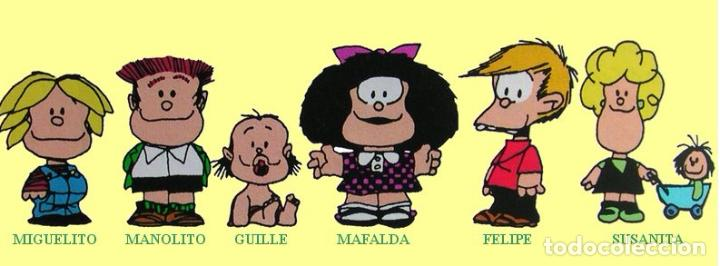 MIGUELITO MANOLITO GUILLE MAFALDA FELIPE SUSANITA
todocoleccion